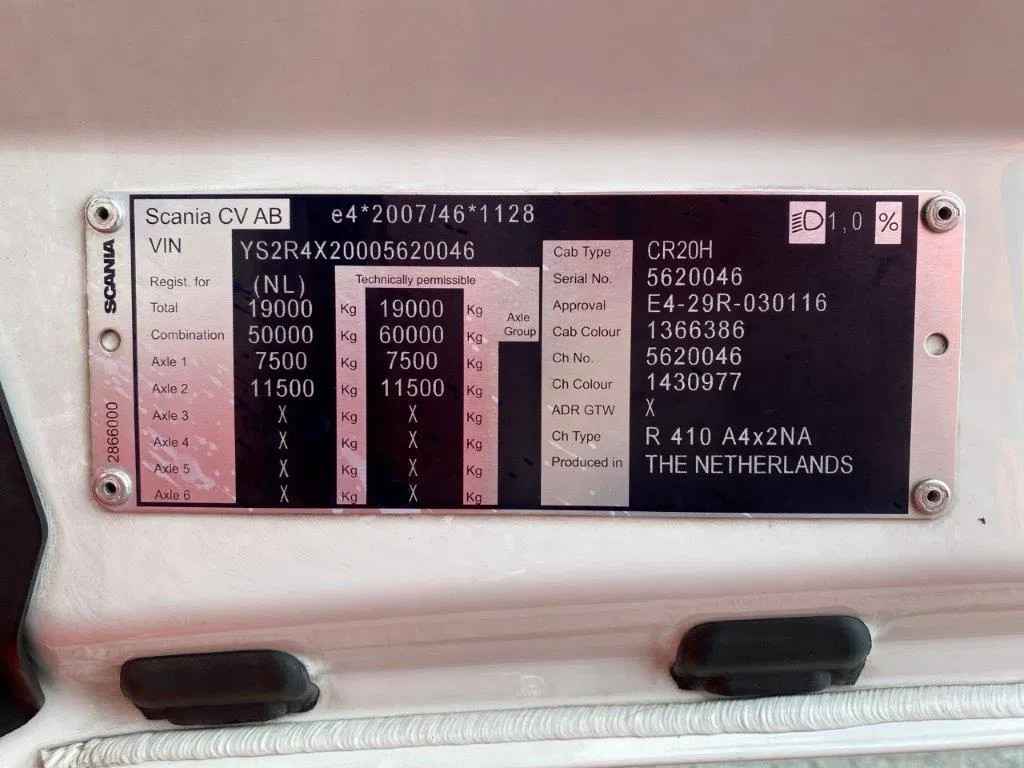 Scania CV AB e4*2007/46*1128 1,0 %
VIN YS2R4X20005620046
Regist. for (NL) Technically permissible
Total 19000 Kg 19000 Kg Axle Group
Combination 50000 Kg 60000 Kg
Axle 1 7500 Kg 7500 Kg
Axle 2 11500 Kg 11500 Kg
Axle 3 X Kg X Kg
Axle 4 X Kg X Kg
Axle 5 X Kg X Kg
Axle 6 X Kg X Kg
Cab Type CR20H
Serial No. 5620046
Approval E4-29R-030116
Cab Colour 1366386
Ch No. 5620046
Ch Colour 1430977
ADR GTW X
Ch Type R 410 A4x2NA
Produced in THE NETHERLANDS
SCANIA
2866000